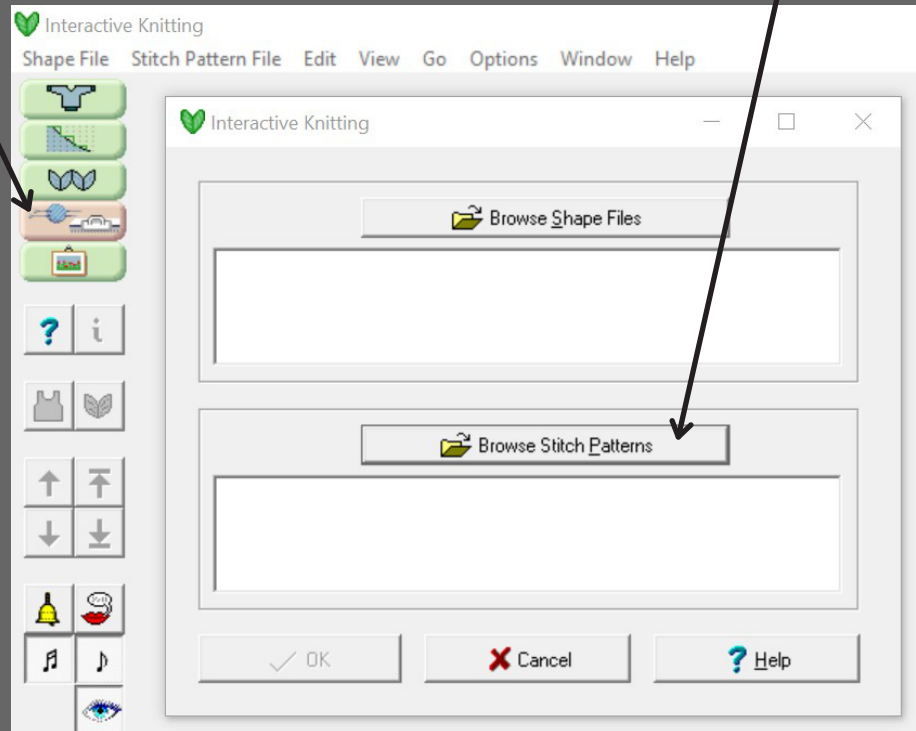 Interactive Knitting
Shape File Stitch Pattern File Edit View Go Options Window Help
Interactive Knitting
Browse Shape Files
Browse Stitch Patterns
OK Cancel Help